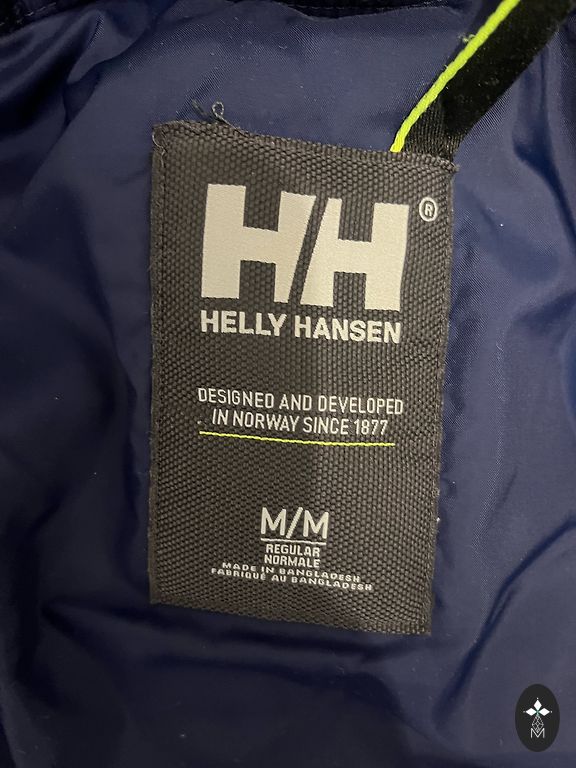 HH®
HELLY HANSEN
DESIGNED AND DEVELOPED
IN NORWAY SINCE 1877
M/M
REGULAR
NORMALE
MADE IN BANGLADESH
FABRIQUÉ AU BANGLADESH
M